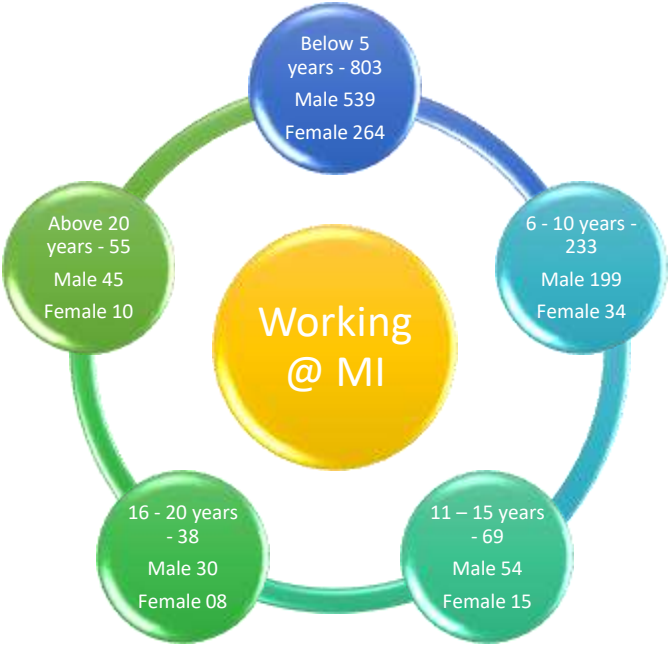 Below 5
years - 803
Male 539
Female 264
6 - 10 years -
233
Male 199
Female 34
11 – 15 years
- 69
Male 54
Female 15
16 - 20 years
- 38
Male 30
Female 08
Above 20
years - 55
Male 45
Female 10
Working
@ MI